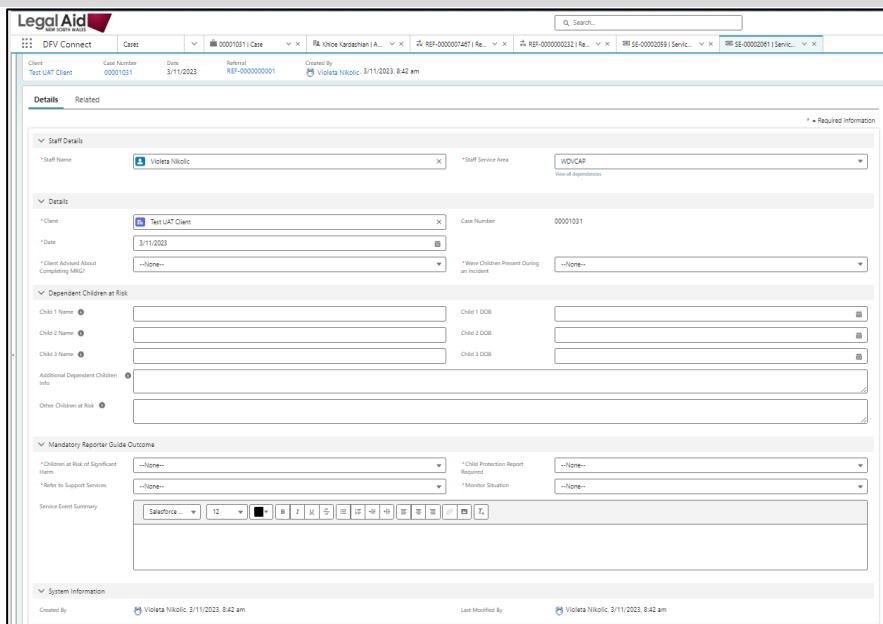 Legal Aid
NEW SOUTH WALES
Search...
DFV Connect Cases 00001031 | Case Khloe Kardashian | A... REF-0000007467 | Re... REF-0000000232 | Re... SE-00002059 | Servic... SE-00002061 | Servic...
Client Case Number Date Referral Created By
Test UAT Client 00001031 3/11/2023 REF-0000000001 Violeta Nikolic, 3/11/2023, 8:42 am
Details Related
* = Required Information
Staff Details
*Staff Name Violeta Nikolic *Staff Service Area WDVCAP
View all dependencies
Details
*Client Test UAT Client Case Number 00001031
*Date 3/11/2023
*Client Advised About Completing MRG? --None-- *Were Children Present During an Incident --None--
Dependent Children at Risk
Child 1 Name Child 1 DOB
Child 2 Name Child 2 DOB
Child 3 Name Child 3 DOB
Additional Dependent Children Info
Other Children at Risk
Mandatory Reporter Guide Outcome
*Children at Risk of Significant Harm --None-- *Child Protection Report Required --None--
*Refer to Support Services --None-- *Monitor Situation --None--
Service Event Summary Salesforce ... 12 B I U S
System Information
Created By Violeta Nikolic, 3/11/2023, 8:42 am Last Modified By Violeta Nikolic, 3/11/2023, 8:42 am